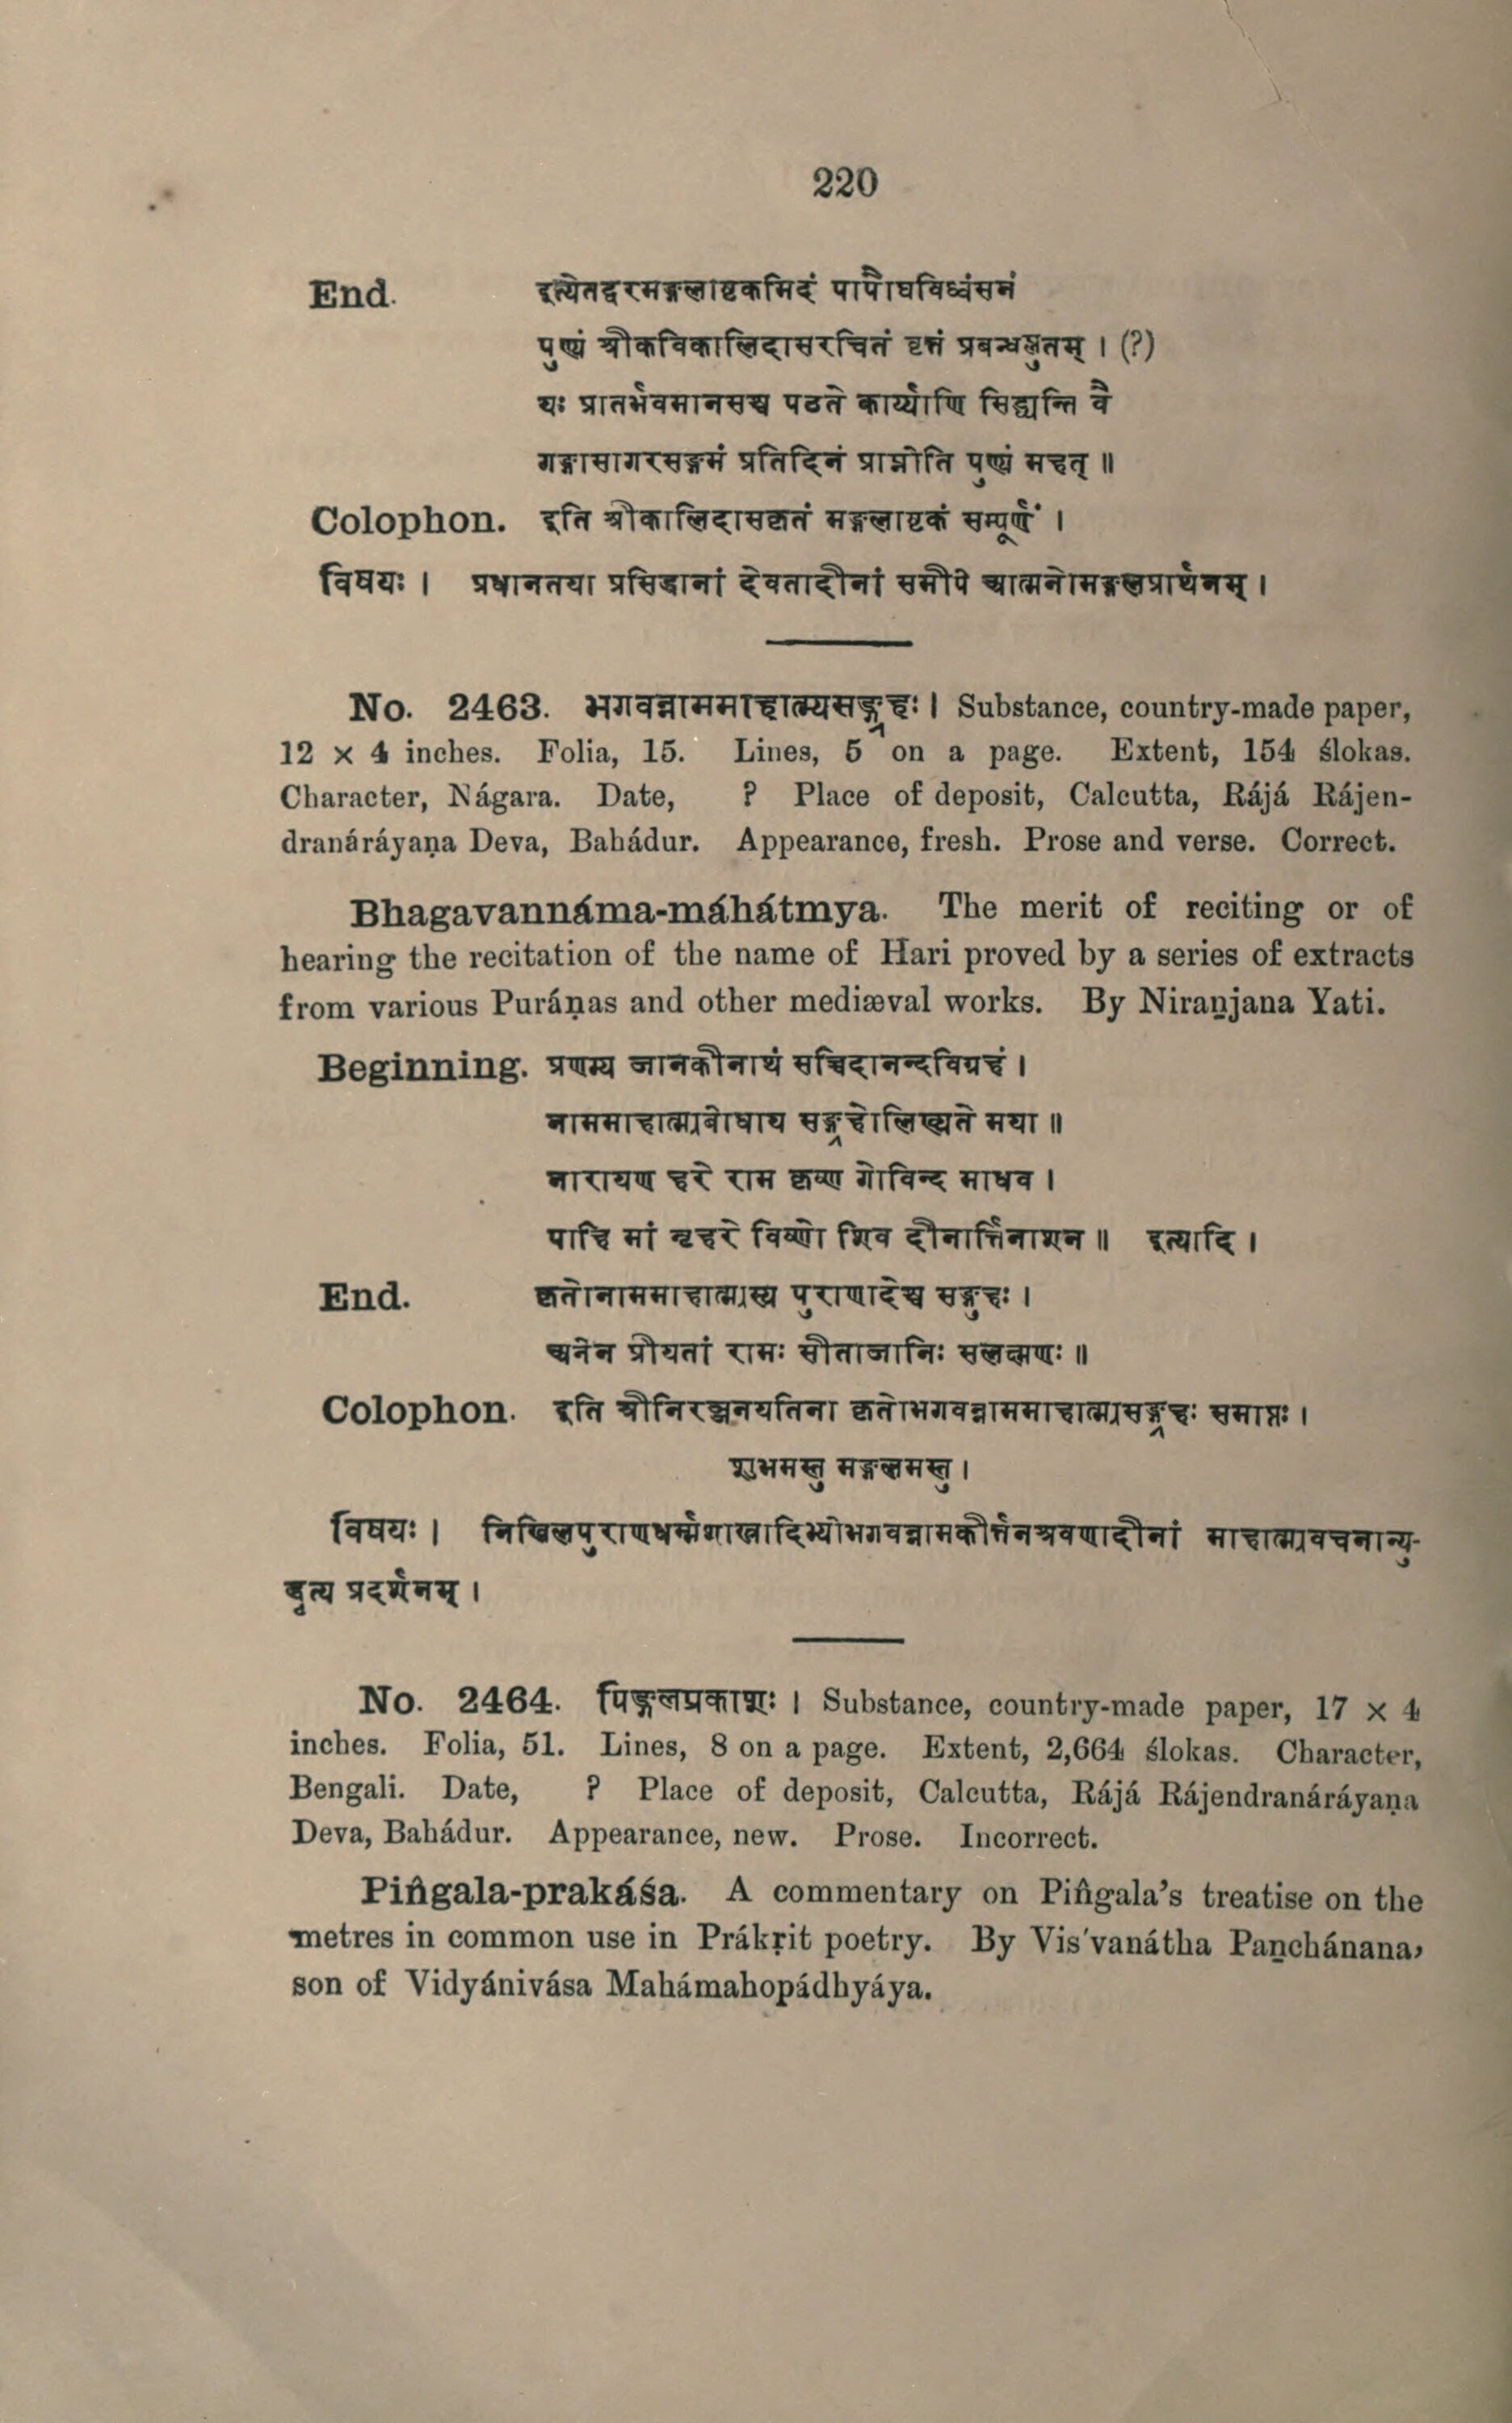 220
End. इत्येतद्वरमङ्गलाष्टकमिदं पापौघविध्वंसनं
पुण्यं श्रीकविकालिदासरचितं वृत्तं प्रबन्धस्तुतम् । (?)
यः प्रातर्भवमानसश्च पठते कार्य्याणि सिद्ध्यन्ति वै
गङ्गासागरसङ्गमं प्रतिदिनं प्राप्नोति पुण्यं महत् ॥
Colophon. इति श्रीकालिदासकृतं मङ्गलाष्टकं सम्पूर्णं ।
विषयः । प्रधानतया प्रसिद्धानां देवतादीनां समीपे आत्मनोमङ्गलप्रार्थनम् ।
No. 2463. भगवन्नाममाहात्म्यसङ्ग्रहः । Substance, country-made paper,
12 × 4 inches. Folia, 15. Lines, 5 on a page. Extent, 154 ślokas.
Character, Nágara. Date, ? Place of deposit, Calcutta, Rájá Rájen-
dranáráyaṇa Deva, Bahádur. Appearance, fresh. Prose and verse. Correct.
Bhagavannáma-máhátmya. The merit of reciting or of
hearing the recitation of the name of Hari proved by a series of extracts
from various Puráṇas and other mediæval works. By Niraṉjana Yati.
Beginning. प्रणम्य जानकीनाथं सच्चिदानन्दविग्रहं ।
नाममाहात्म्यबोधाय सङ्ग्रहोलिख्यते मया ॥
नारायण हरे राम कृष्ण गोविन्द माधव ।
पाहि मां नृहरे विष्णो शिव दीनार्त्तिनाशन ॥ इत्यादि ।
End. कृतोनाममाहात्म्यस्य पुराणादेश्च सङ्ग्रहः ।
अनेन प्रीयतां रामः सीताजानिः सलक्ष्मणः ॥
Colophon. इति श्रीनिरञ्जनयतिना कृतोभगवन्नाममाहात्म्यसङ्ग्रहः समाप्तः ।
शुभमस्तु मङ्गलमस्तु ।
विषयः । निखिलपुराणधर्म्मशास्त्रादिभ्योभगवन्नामकीर्त्तनश्रवणादीनां माहात्म्यवचनान्यु-
द्धृत्य प्रदर्शनम् ।
No. 2464. पिङ्गलप्रकाशः । Substance, country-made paper, 17 × 4
inches. Folia, 51. Lines, 8 on a page. Extent, 2,664 ślokas. Character,
Bengali. Date, ? Place of deposit, Calcutta, Rájá Rájendranáráyaṇa
Deva, Bahádur. Appearance, new. Prose. Incorrect.
Piñgala-prakáśa. A commentary on Piñgala's treatise on the
metres in common use in Prákṛit poetry. By Vis'vanátha Paṉchánana,
son of Vidyánivása Mahámahopádhyáya.